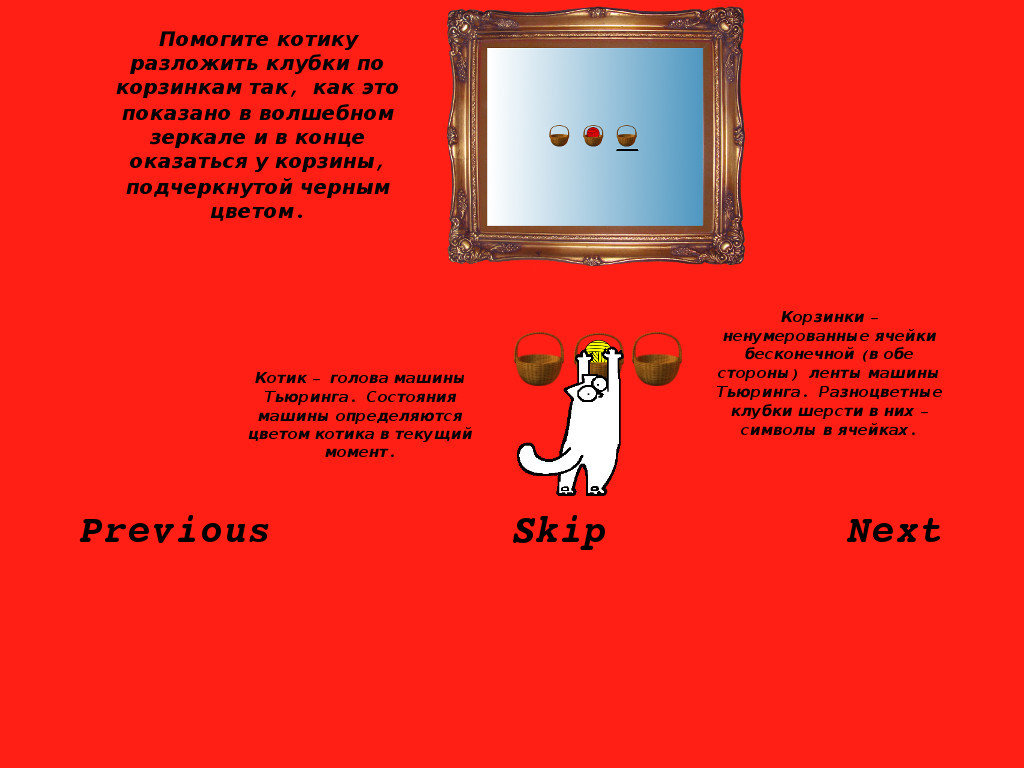 Помогите котику
разложить клубки по
корзинкам так, как это
показано в волшебном
зеркале и в конце
оказаться у корзины,
подчеркнутой черным
цветом.
Корзинки –
ненумерованные ячейки
бесконечной (в обе
стороны) ленты машины
Тьюринга. Разноцветные
клубки шерсти в них –
символы в ячейках.
Котик – голова машины
Тьюринга. Состояния
машины определяются
цветом котика в текущий
момент.
Previous
Skip
Next